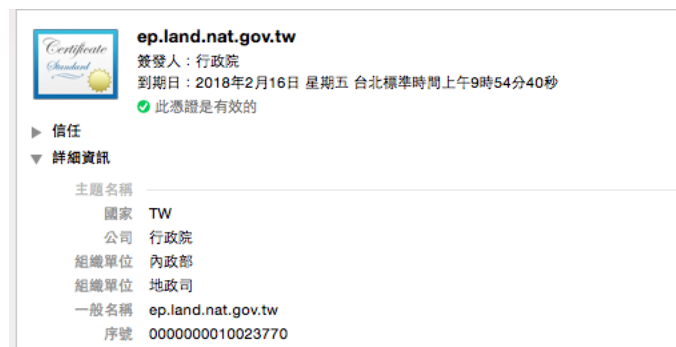 Certificate
Standard
ep.land.nat.gov.tw
簽發人：行政院
到期日：2018年2月16日 星期五 台北標準時間上午9時54分40秒
此憑證是有效的
信任
詳細資訊
主題名稱
國家 TW
公司 行政院
組織單位 內政部
組織單位 地政司
一般名稱 ep.land.nat.gov.tw
序號 0000000010023770